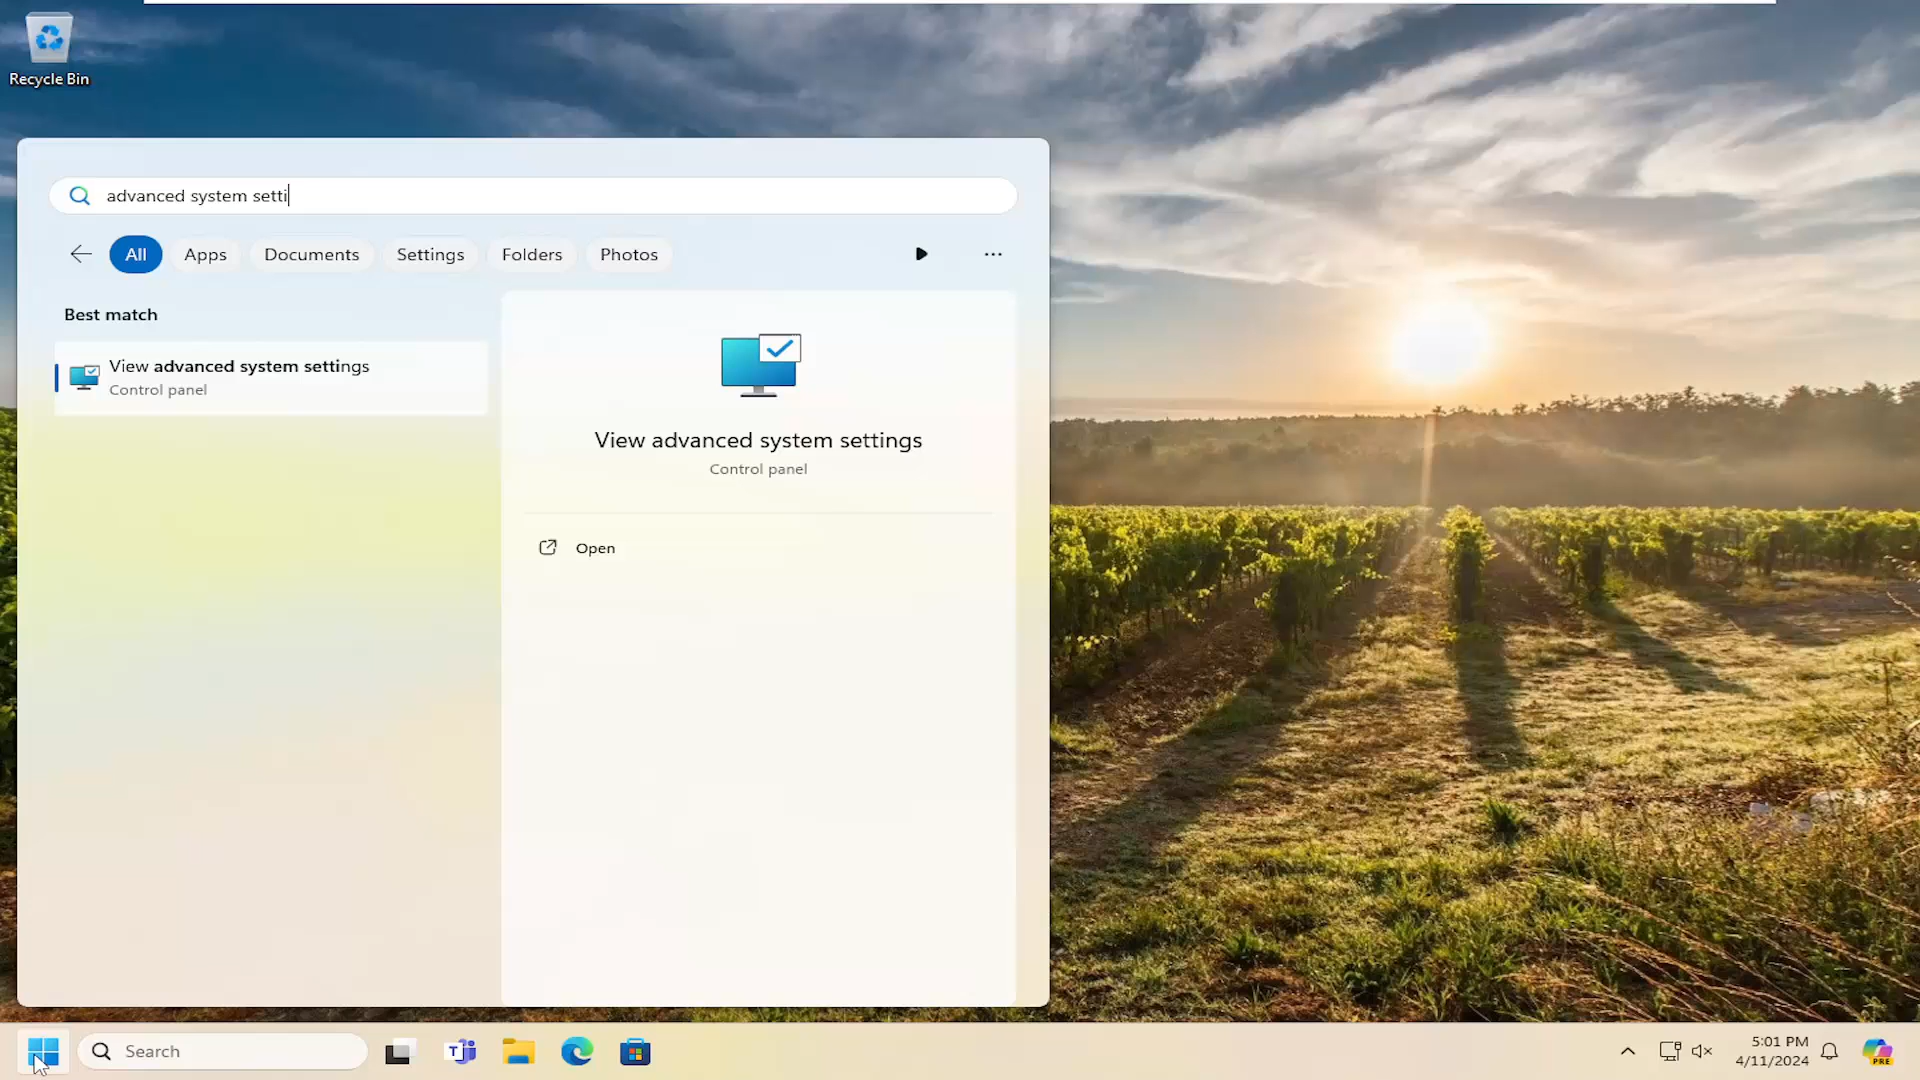 Recycle Bin
advanced system setti
All
Apps
Documents
Settings
Folders
Photos
Best match
View advanced system settings
Control panel
View advanced system settings
Control panel
Open
Search
T
5:01 PM
4/11/2024
PRE